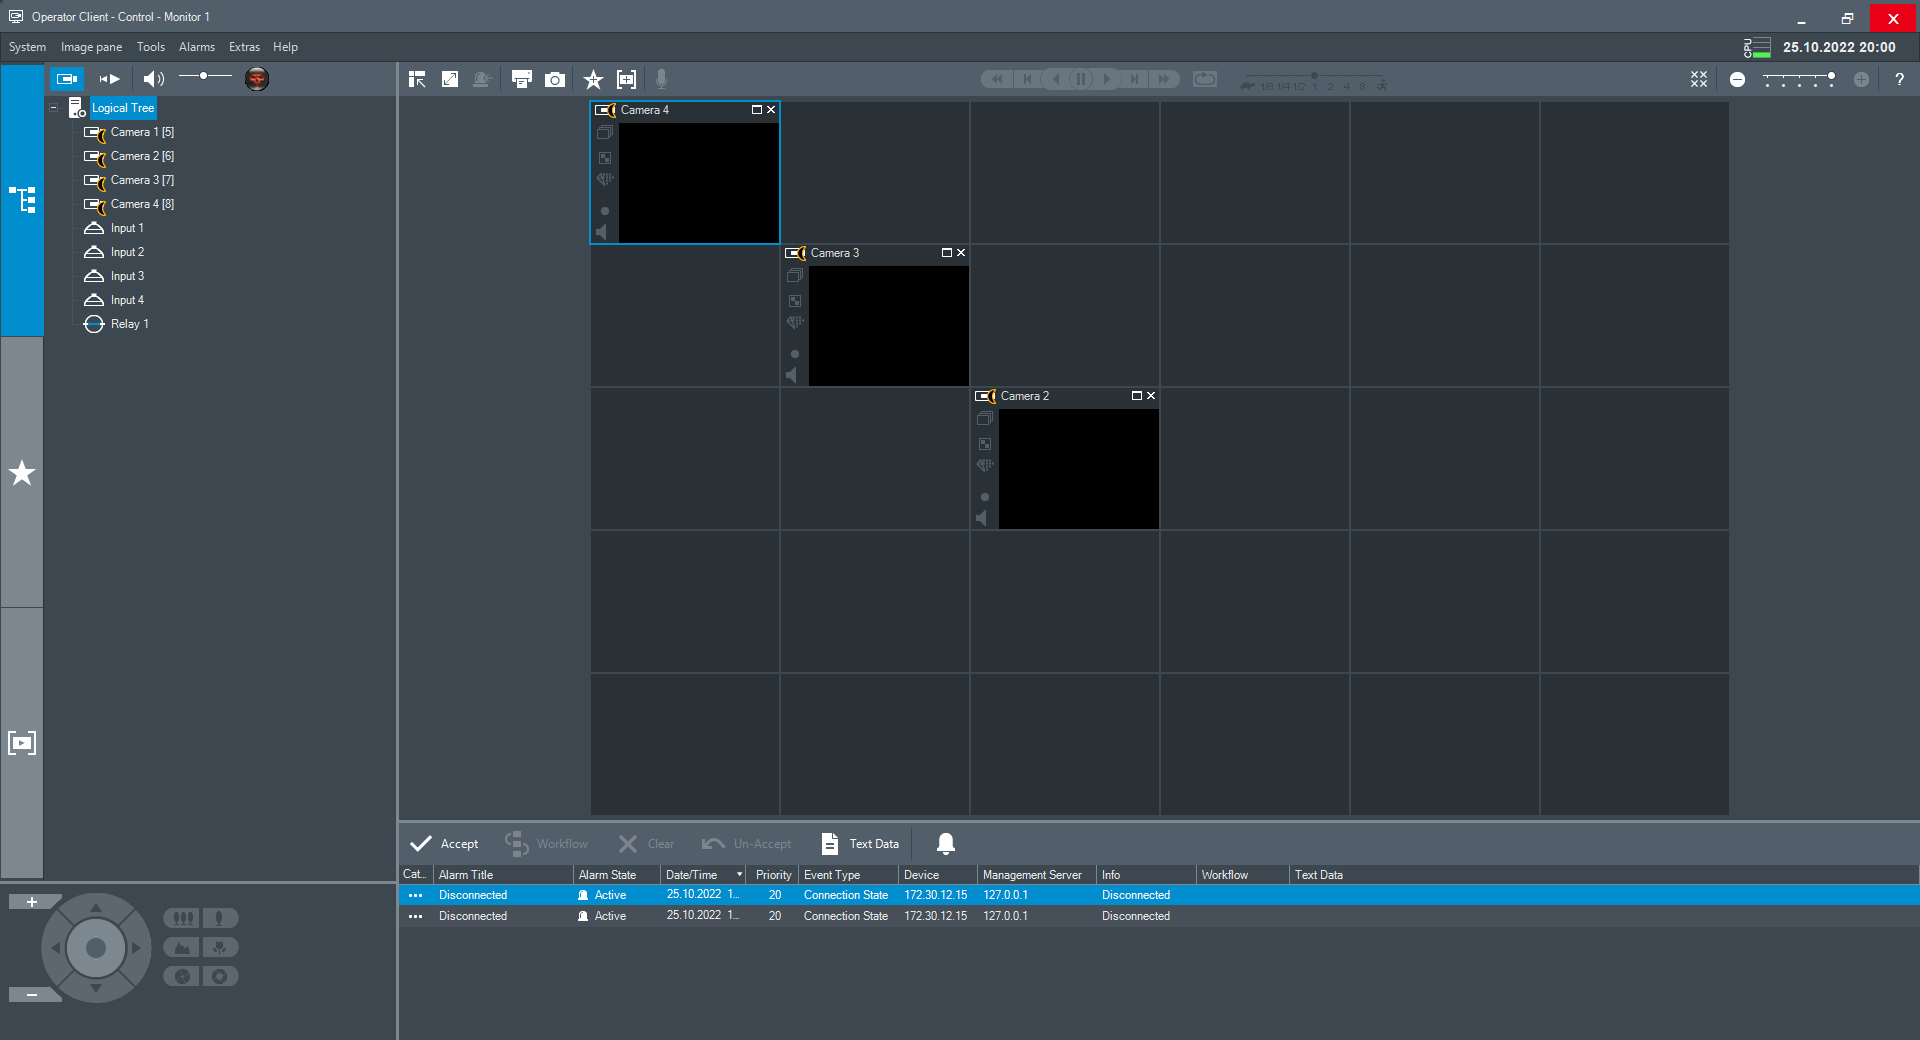 Operator Client - Control - Monitor 1
System Image pane Tools Alarms Extras Help
CPU 25.10.2022 20:00
1/8 1/4 1/2 1 2 4 8
?
Logical Tree
Camera 1 [5]
Camera 2 [6]
Camera 3 [7]
Camera 4 [8]
Input 1
Input 2
Input 3
Input 4
Relay 1
Camera 4
Camera 3
Camera 2
Accept Workflow Clear Un-Accept Text Data
Cat... Alarm Title Alarm State Date/Time Priority Event Type Device Management Server Info Workflow Text Data
Disconnected Active 25.10.2022 1... 20 Connection State 172.30.12.15 127.0.0.1 Disconnected
Disconnected Active 25.10.2022 1... 20 Connection State 172.30.12.15 127.0.0.1 Disconnected